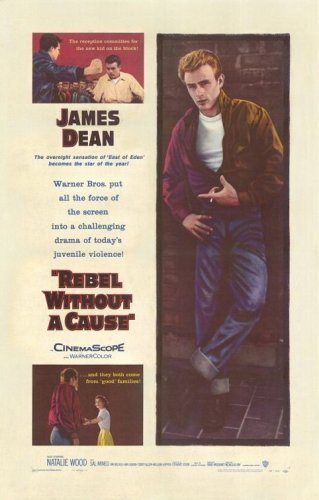 The reception committee for
the new kid on the block!
JAMES
DEAN
The overnight sensation of 'East of Eden'
becomes the star of the year!
Warner Bros. put
all the force of
the screen
into a challenging
drama of today's
juvenile violence!
"REBEL
WITHOUT
A CAUSE"
CINEMASCOPE
WARNERCOLOR
...and they both come
from 'good' families!
NATALIE WOOD
SAL MINEO